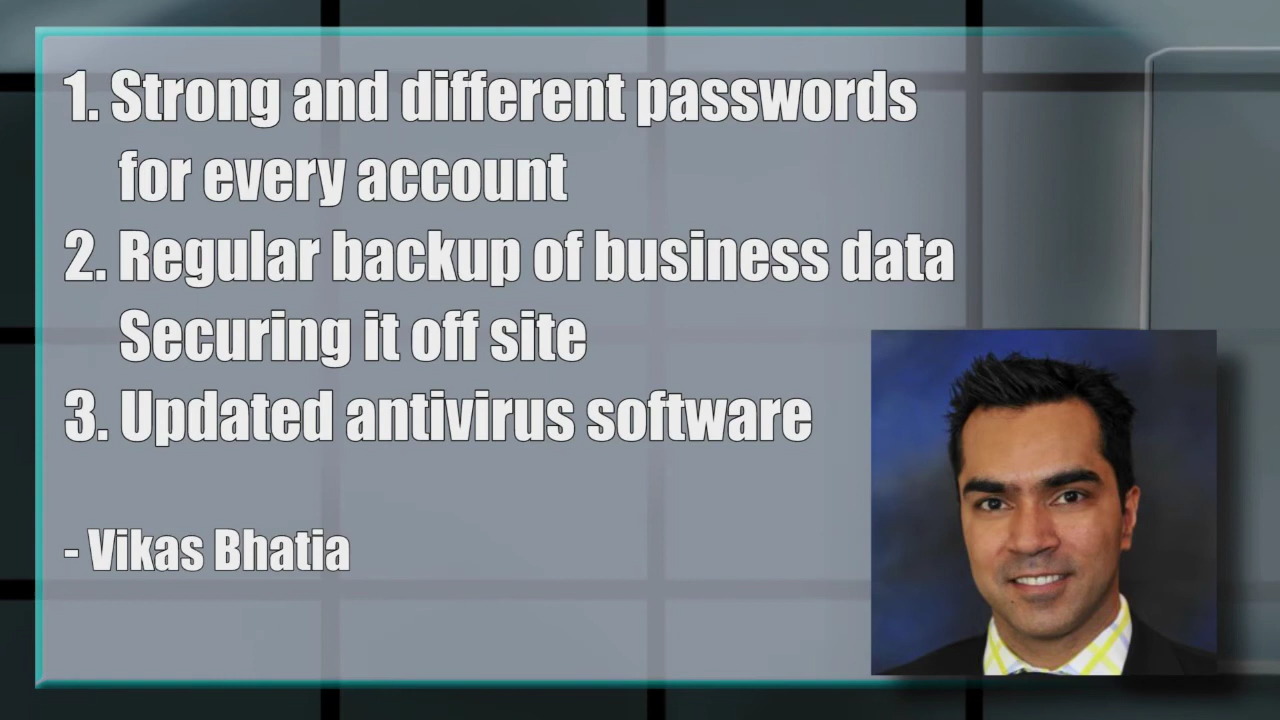 1. Strong and different passwords
for every account
2. Regular backup of business data
Securing it off site
3. Updated antivirus software
- Vikas Bhatia